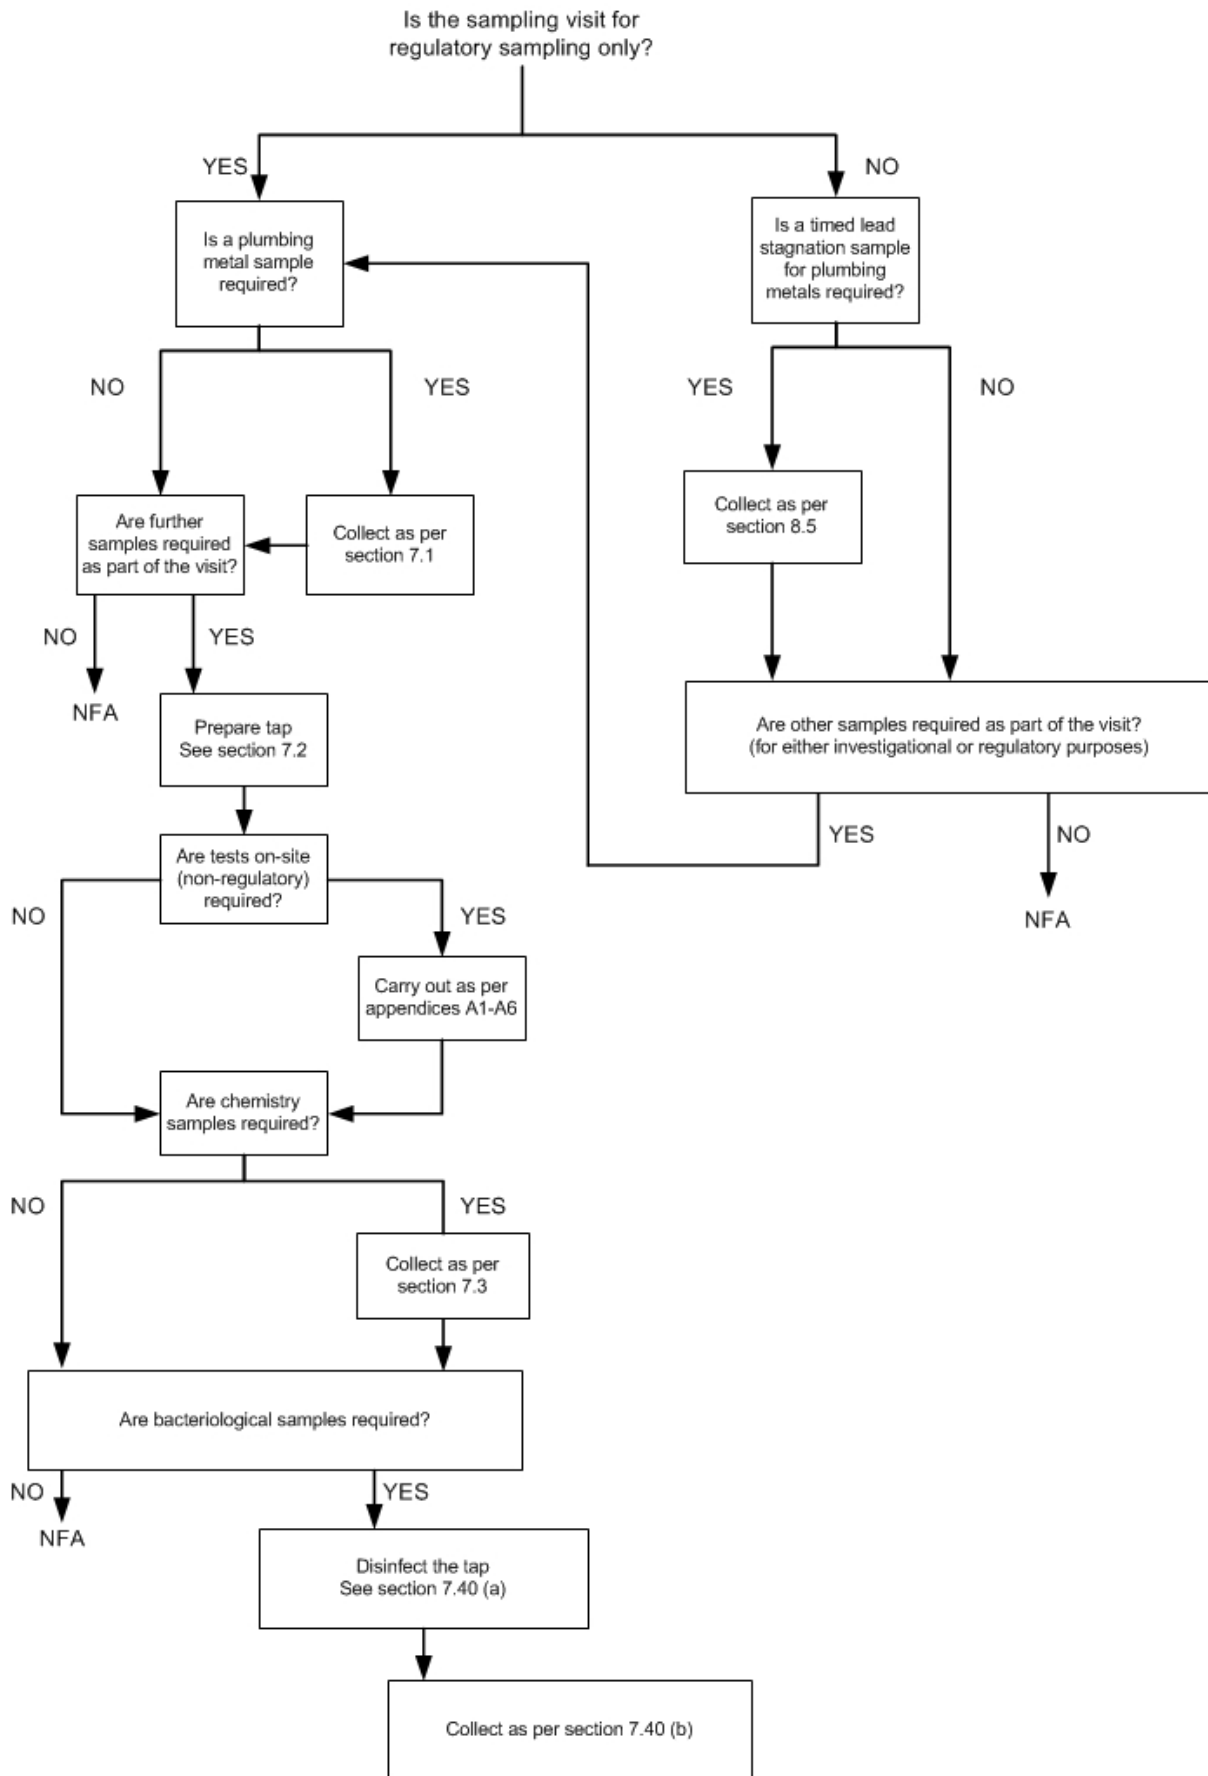 Is the sampling visit for
regulatory sampling only?
YES
NO
Is a plumbing
metal sample
required?
Is a timed lead
stagnation sample
for plumbing
metals required?
NO
YES
YES
NO
Are further
samples required
as part of the visit?
Collect as per
section 7.1
Collect as per
section 8.5
NO
YES
NFA
Prepare tap
See section 7.2
Are other samples required as part of the visit?
(for either investigational or regulatory purposes)
YES
NO
NFA
Are tests on-site
(non-regulatory)
required?
NO
YES
Carry out as per
appendices A1-A6
Are chemistry
samples required?
NO
YES
Collect as per
section 7.3
Are bacteriological samples required?
NO
YES
NFA
Disinfect the tap
See section 7.40 (a)
Collect as per section 7.40 (b)